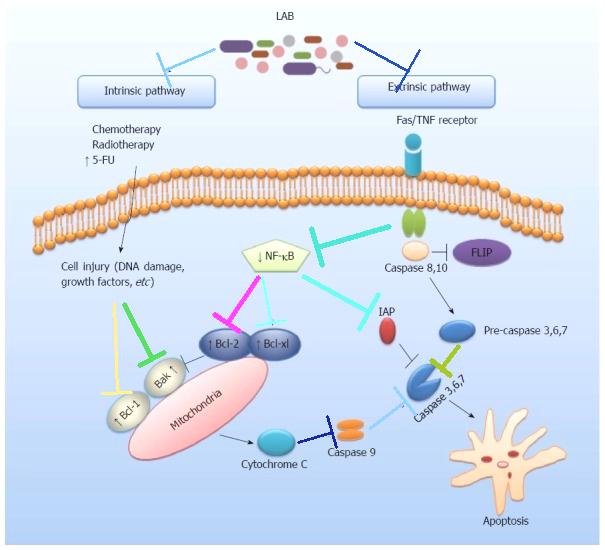 LAB
Intrinsic pathway
Extrinsic pathway
Chemotherapy
Radiotherapy
↑ 5-FU
Fas/TNF receptor
Cell injury (DNA damage,
growth factors, etc)
↓ NF-κB
FLIP
Caspase 8,10
IAP
Pre-caspase 3,6,7
↑ Bcl-2
↑ Bcl-xl
Bak ↑
↑ Bcl-1
Mitochondria
Caspase 3,6,7
Cytochrome C
Caspase 9
Apoptosis